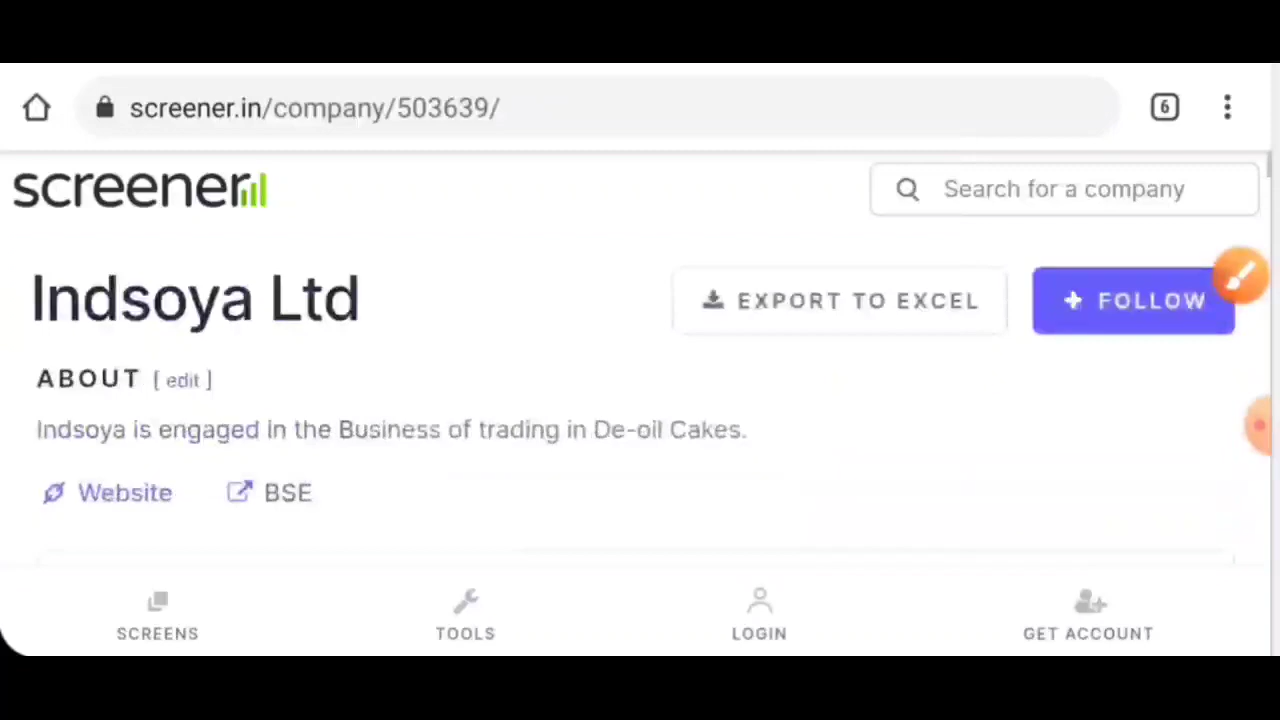 screener.in/company/503639/
6
screener
Search for a company
Indsoya Ltd
EXPORT TO EXCEL
+ FOLLOW
ABOUT [ edit ]
Indsoya is engaged in the Business of trading in De-oil Cakes.
Website
BSE
SCREENS
TOOLS
LOGIN
GET ACCOUNT